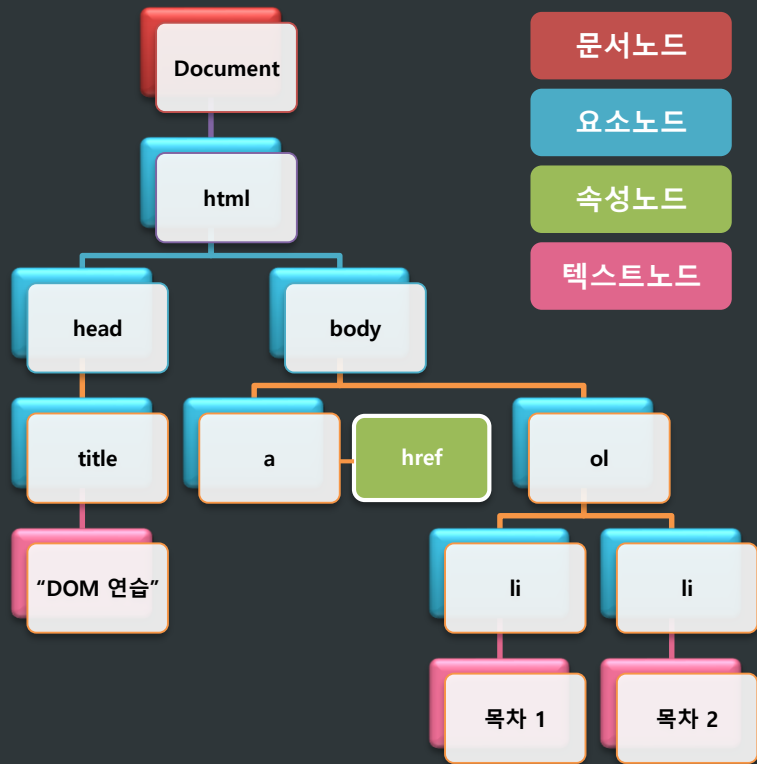 Document
문서노드
요소노드
html
속성노드
텍스트노드
head
body
title
a
href
ol
“DOM 연습”
li
li
목차 1
목차 2